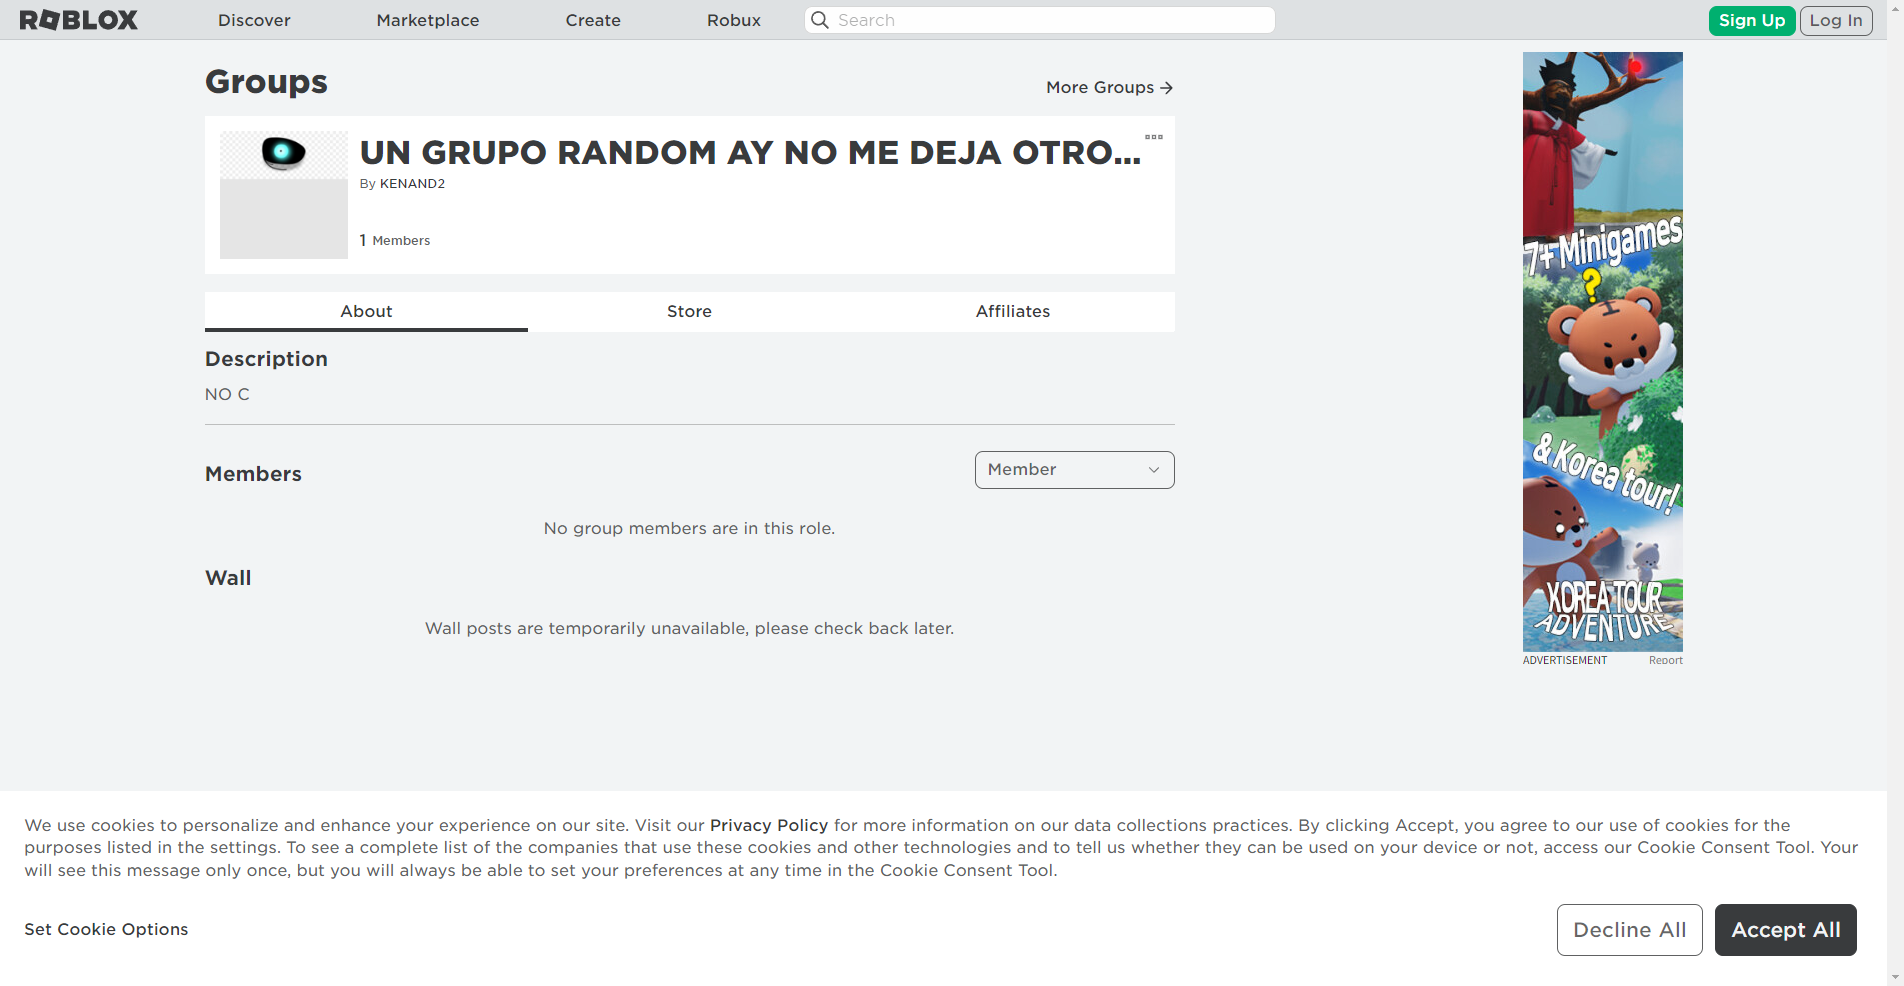 ROBLOX
Discover
Marketplace
Create
Robux
Search
Sign Up
Log In
Groups
More Groups →
UN GRUPO RANDOM AY NO ME DEJA OTRO...
By KENAND2
1 Members
About
Store
Affiliates
Description
NO C
Members
Member
No group members are in this role.
Wall
Wall posts are temporarily unavailable, please check back later.
7+ Minigames
?
& Korea tour!
KOREA TOUR
ADVENTURE
ADVERTISEMENT
Report
We use cookies to personalize and enhance your experience on our site. Visit our Privacy Policy for more information on our data collections practices. By clicking Accept, you agree to our use of cookies for the
purposes listed in the settings. To see a complete list of the companies that use these cookies and other technologies and to tell us whether they can be used on your device or not, access our Cookie Consent Tool. Your
will see this message only once, but you will always be able to set your preferences at any time in the Cookie Consent Tool.
Set Cookie Options
Decline All
Accept All